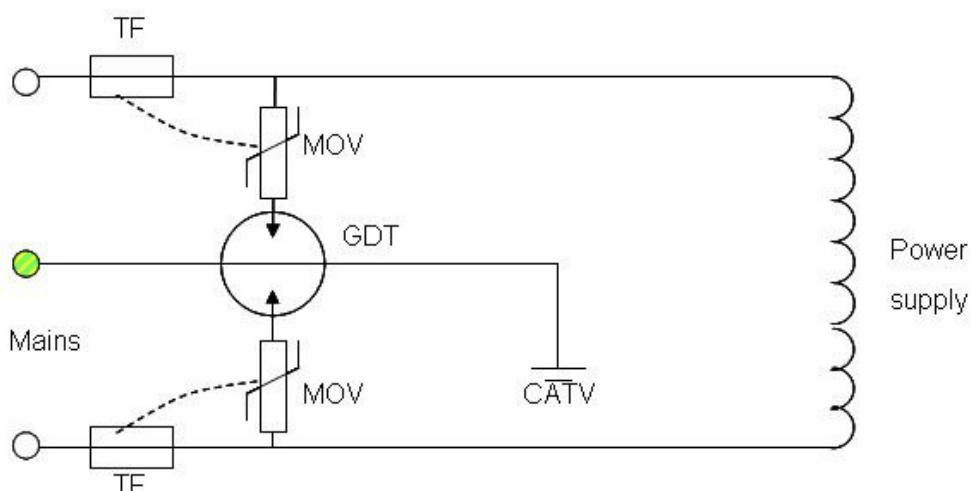 TF
MOV
GDT
Power
supply
Mains
MOV
CATV
TF